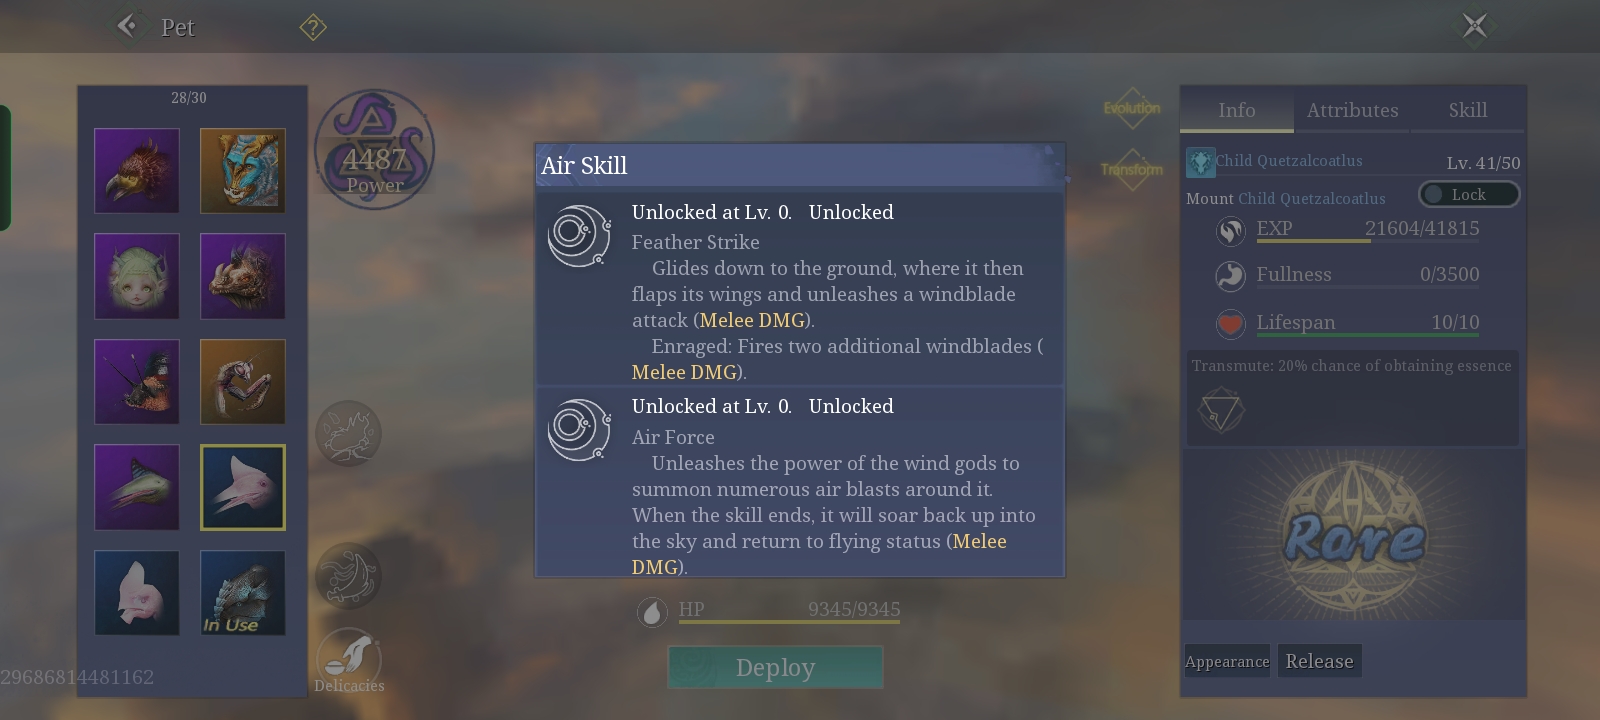 Pet
?
28/30
4487
Power
In Use
29686814481162
Delicacies
Air Skill
Unlocked at Lv. 0. Unlocked
Feather Strike
Glides down to the ground, where it then
flaps its wings and unleashes a windblade
attack (Melee DMG).
Enraged: Fires two additional windblades (
Melee DMG).
Unlocked at Lv. 0. Unlocked
Air Force
Unleashes the power of the wind gods to
summon numerous air blasts around it.
When the skill ends, it will soar back up into
the sky and return to flying status (Melee
DMG).
HP 9345/9345
Deploy
Evolution
Transform
Info Attributes Skill
Child Quetzalcoatlus Lv. 41/50
Mount Child Quetzalcoatlus Lock
EXP 21604/41815
Fullness 0/3500
Lifespan 10/10
Transmute: 20% chance of obtaining essence
Rare
Appearance Release